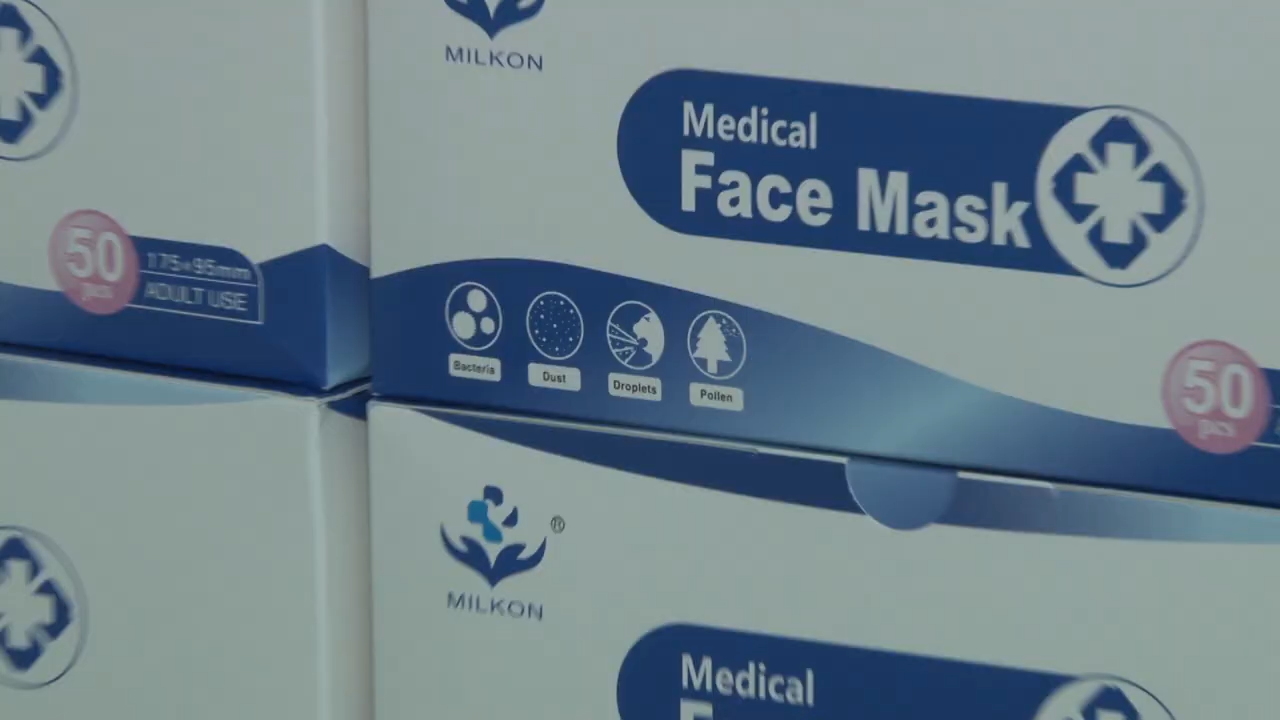 MILKON
Medical
Face Mask
50
pcs
175×95mm
ADULT USE
Bacteria
Dust
Droplets
Pollen
50
pcs
®
MILKON
Medical